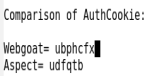 Comparison of AuthCookie:
Webgoat= ubphcfx
Aspect= udfqtb